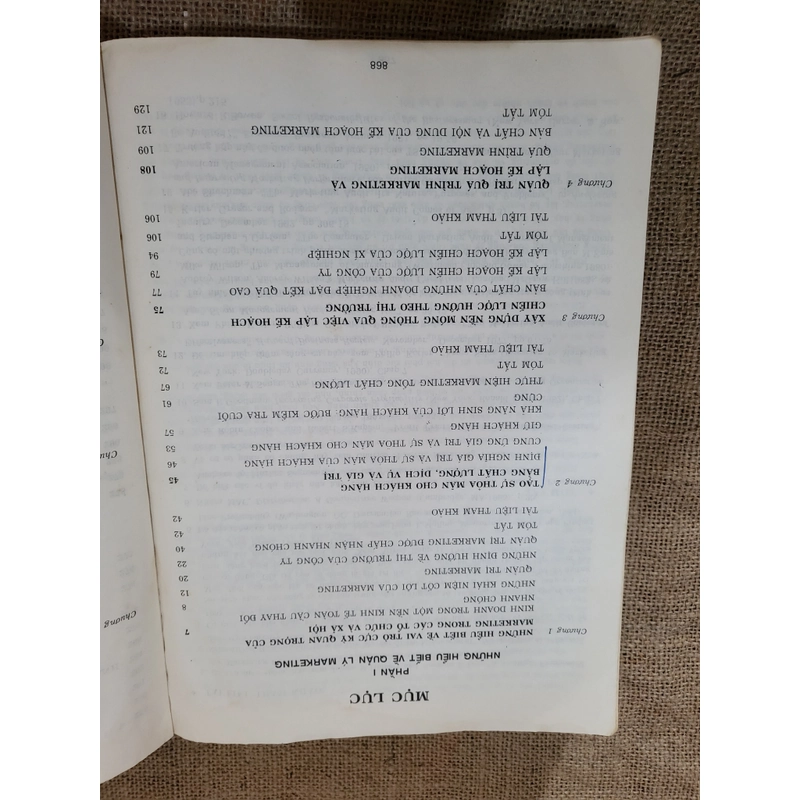 MỤC LỤC
PHẦN I
NHỮNG HIỂU BIẾT VỀ QUẢN LÝ MARKETING
Chương 1 NHỮNG HIỂU BIẾT VỀ VAI TRÒ CỰC KỲ QUAN TRỌNG CỦA
MARKETING TRONG CÁC TỔ CHỨC VÀ XÃ HỘI 7
KINH DOANH TRONG MỘT NỀN KINH TẾ TOÀN CẦU THAY ĐỔI
NHANH CHÓNG 8
NHỮNG KHÁI NIỆM CỐT LÕI CỦA MARKETING 12
QUẢN TRỊ MARKETING 20
NHỮNG ĐỊNH HƯỚNG VỀ THỊ TRƯỜNG CỦA CÔNG TY 22
QUẢN TRỊ MARKETING ĐƯỢC CHẤP NHẬN NHANH CHÓNG 40
TÓM TẮT 42
TÀI LIỆU THAM KHẢO 42
Chương 2 TẠO SỰ THỎA MÃN CHO KHÁCH HÀNG
BẰNG CHẤT LƯỢNG, DỊCH VỤ VÀ GIÁ TRỊ 45
ĐỊNH NGHĨA GIÁ TRỊ VÀ SỰ THỎA MÃN CỦA KHÁCH HÀNG 46
CUNG ỨNG GIÁ TRỊ VÀ SỰ THỎA MÃN CHO KHÁCH HÀNG 53
GIỮ KHÁCH HÀNG 57
KHẢ NĂNG SINH LỜI CỦA KHÁCH HÀNG: BƯỚC KIỂM TRA CUỐI
CÙNG 61
THỰC HIỆN MARKETING TỔNG CHẤT LƯỢNG 67
TÓM TẮT 72
TÀI LIỆU THAM KHẢO 73
Chương 3 XÂY DỰNG NỀN MÓNG THÔNG QUA VIỆC LẬP KẾ HOẠCH
CHIẾN LƯỢC HƯỚNG THEO THỊ TRƯỜNG 75
BẢN CHẤT CỦA NHỮNG DOANH NGHIỆP ĐẠT KẾT QUẢ CAO 77
LẬP KẾ HOẠCH CHIẾN LƯỢC CỦA CÔNG TY 79
LẬP KẾ HOẠCH CHIẾN LƯỢC CỦA XÍ NGHIỆP 94
TÓM TẮT 106
TÀI LIỆU THAM KHẢO 106
Chương 4 QUẢN TRỊ QUÁ TRÌNH MARKETING VÀ
LẬP KẾ HOẠCH MARKETING 108
QUÁ TRÌNH MARKETING 109
BẢN CHẤT VÀ NỘI DUNG CỦA KẾ HOẠCH MARKETING 121
TÓM TẮT 129
868
Chương
Ch